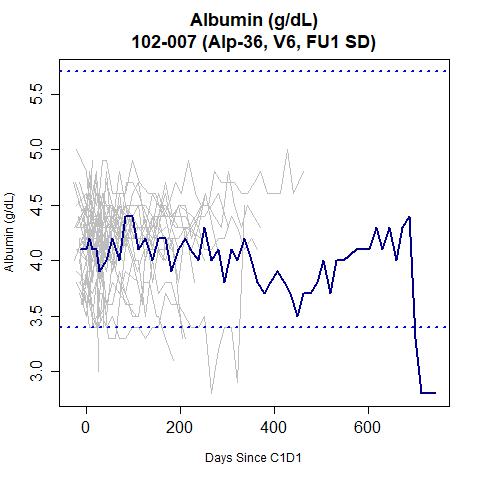 Albumin (g/dL)
102-007 (Alp-36, V6, FU1 SD)
Albumin (g/dL)
5.5
5.0
4.5
4.0
3.5
3.0
0 200 400 600
Days Since C1D1